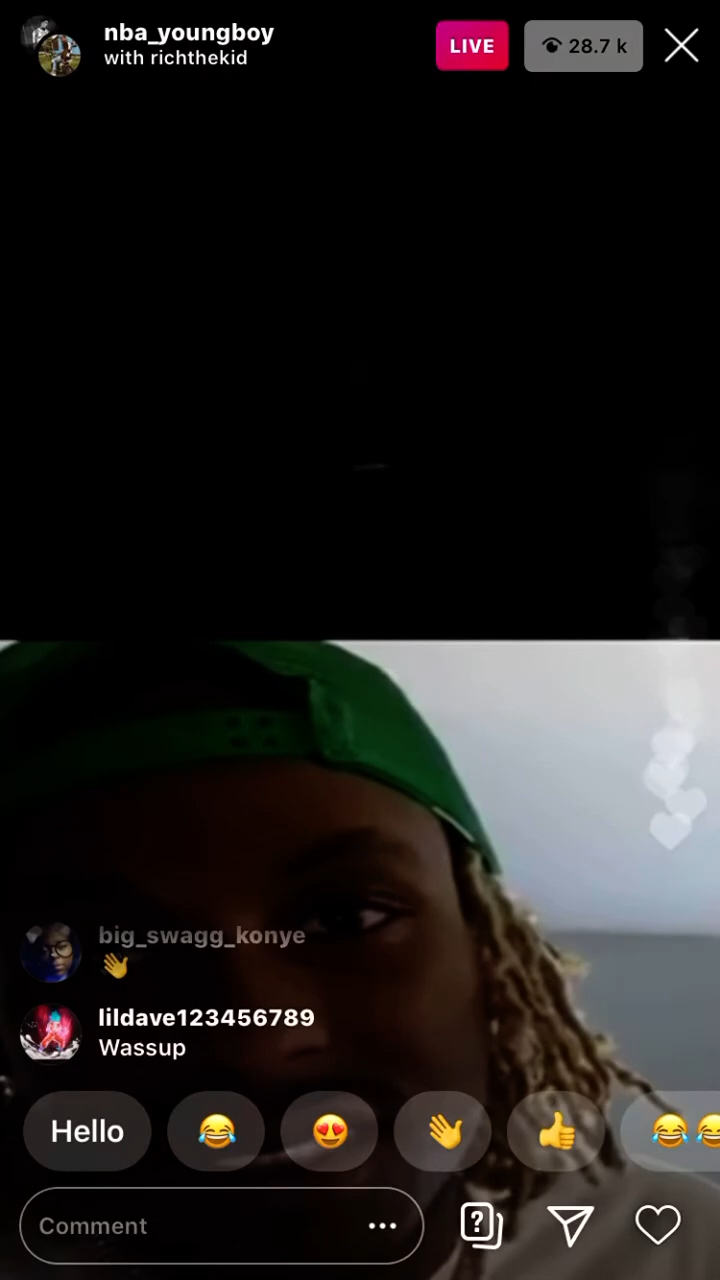 nba_youngboy
with richthekid
LIVE
28.7 k
big_swagg_konye
👋
lildave123456789
Wassup
Hello 😂 😍 👋 👍 😂😂
Comment